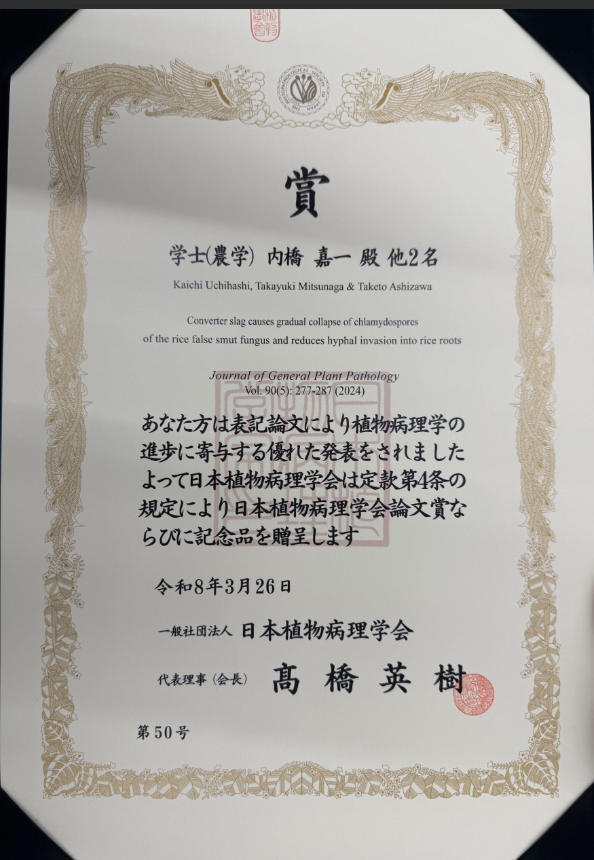 賞
学士(農学) 内橋 嘉一 殿 他2名
Kaichi Uchihashi, Takayuki Mitsunaga & Taketo Ashizawa
Converter slag causes gradual collapse of chlamydospores
of the rice false smut fungus and reduces hyphal invasion into rice roots
Journal of General Plant Pathology
Vol. 90(5): 277-287 (2024)
あなた方は表記論文により植物病理学の
進歩に寄与する優れた発表をされました
よって日本植物病理学会は定款第4条の
規定により日本植物病理学会論文賞な
らびに記念品を贈呈します
令和8年3月26日
一般社団法人 日本植物病理学会
代表理事（会長） 髙橋英樹
第50号